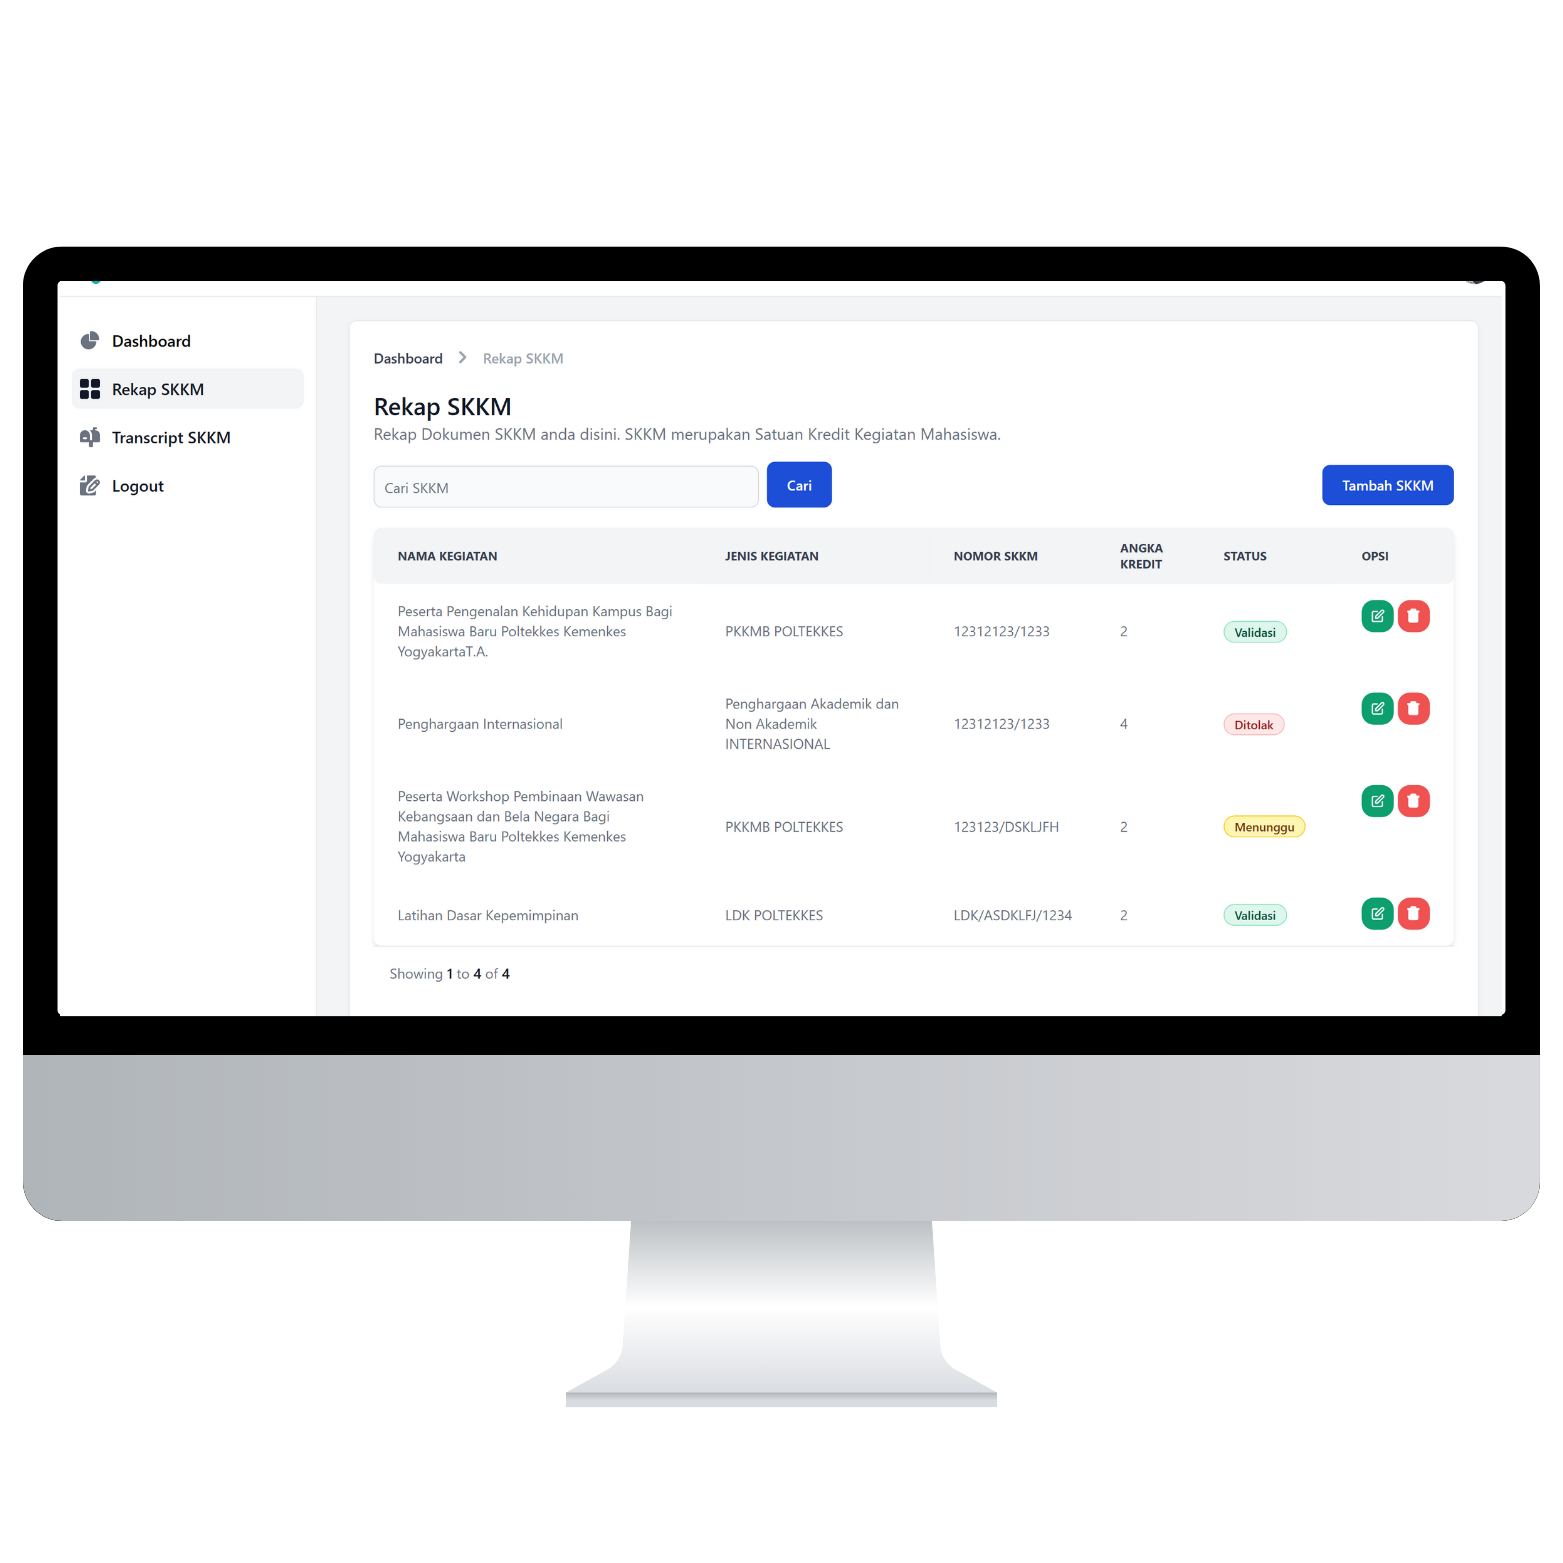 Dashboard
Rekap SKKM
Transcript SKKM
Logout
Dashboard > Rekap SKKM
Rekap SKKM
Rekap Dokumen SKKM anda disini. SKKM merupakan Satuan Kredit Kegiatan Mahasiswa.
Cari SKKM
Cari
Tambah SKKM
NAMA KEGIATAN
JENIS KEGIATAN
NOMOR SKKM
ANGKA
KREDIT
STATUS
OPSI
Peserta Pengenalan Kehidupan Kampus Bagi
Mahasiswa Baru Poltekkes Kemenkes
YogyakartaT.A.
PKKMB POLTEKKES
12312123/1233
2
Validasi
Penghargaan Internasional
Penghargaan Akademik dan
Non Akademik
INTERNASIONAL
12312123/1233
4
Ditolak
Peserta Workshop Pembinaan Wawasan
Kebangsaan dan Bela Negara Bagi
Mahasiswa Baru Poltekkes Kemenkes
Yogyakarta
PKKMB POLTEKKES
123123/DSKLJFH
2
Menunggu
Latihan Dasar Kepemimpinan
LDK POLTEKKES
LDK/ASDKLFJ/1234
2
Validasi
Showing 1 to 4 of 4